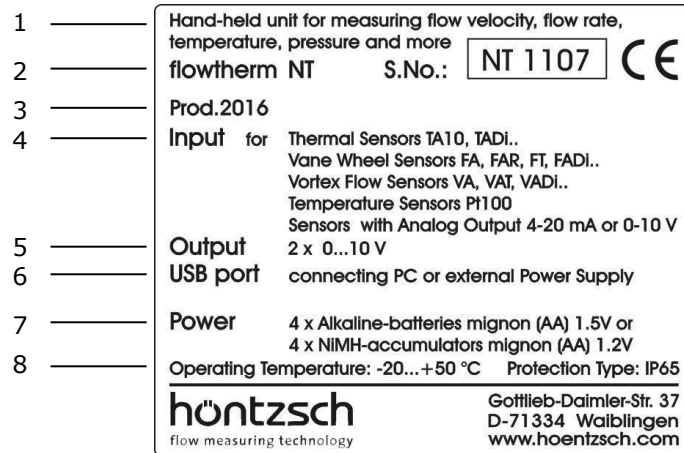 1 Hand-held unit for measuring flow velocity, flow rate,
temperature, pressure and more
2 flowtherm NT S.No.: NT 1107 CE
3 Prod.2016
4 Input for Thermal Sensors TA10, TADi..
Vane Wheel Sensors FA, FAR, FT, FADi..
Vortex Flow Sensors VA, VAT, VADi..
Temperature Sensors Pt100
Sensors with Analog Output 4-20 mA or 0-10 V
5 Output 2 x 0...10 V
6 USB port connecting PC or external Power Supply
7 Power 4 x Alkaline-batteries mignon (AA) 1.5V or
4 x NiMH-accumulators mignon (AA) 1.2V
8 Operating Temperature: -20...+50 °C Protection Type: IP65
höntzsch
flow measuring technology
Gottlieb-Daimler-Str. 37
D-71334 Waiblingen
www.hoentzsch.com